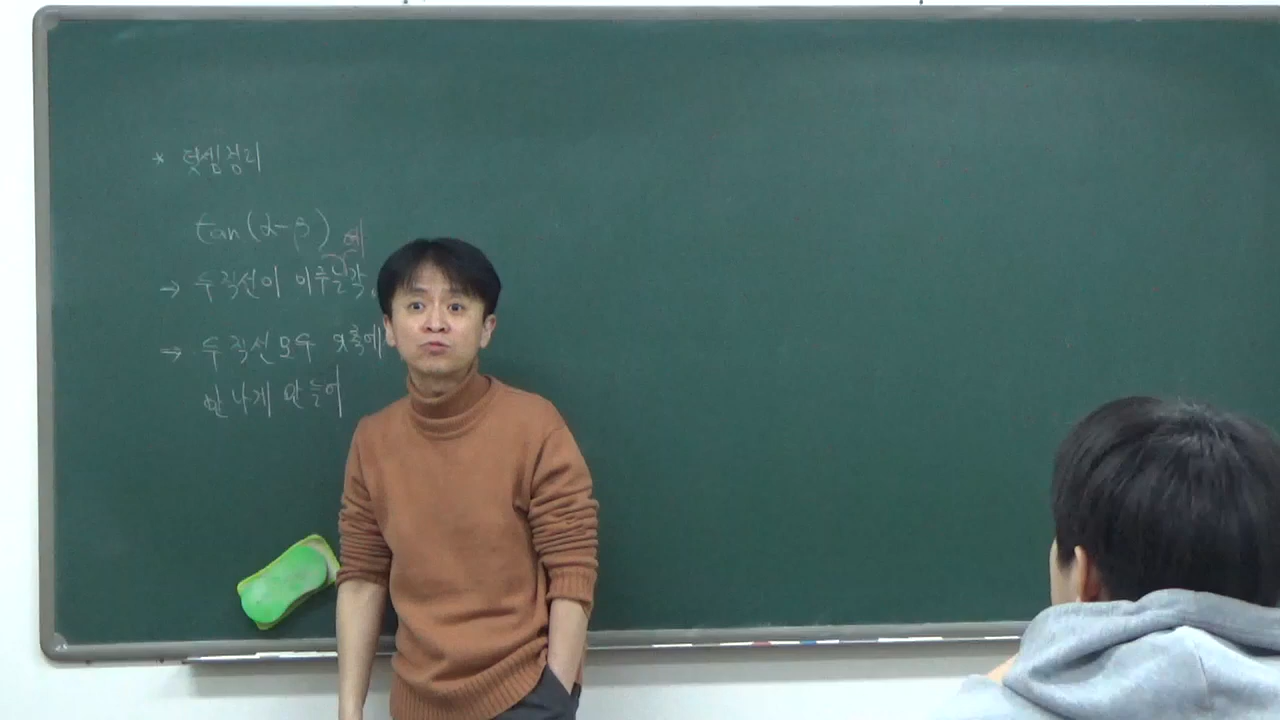 * 덧셈정리
tan(α-β)
→ 두 직선이 이루는각
예
→ 두 직선 모두 x축에
만나게 만들어